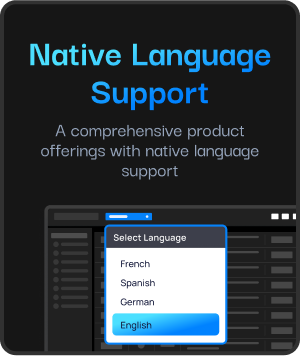 Native Language
Support
A comprehensive product
offerings with native language
support
Select Language
French
Spanish
German
English